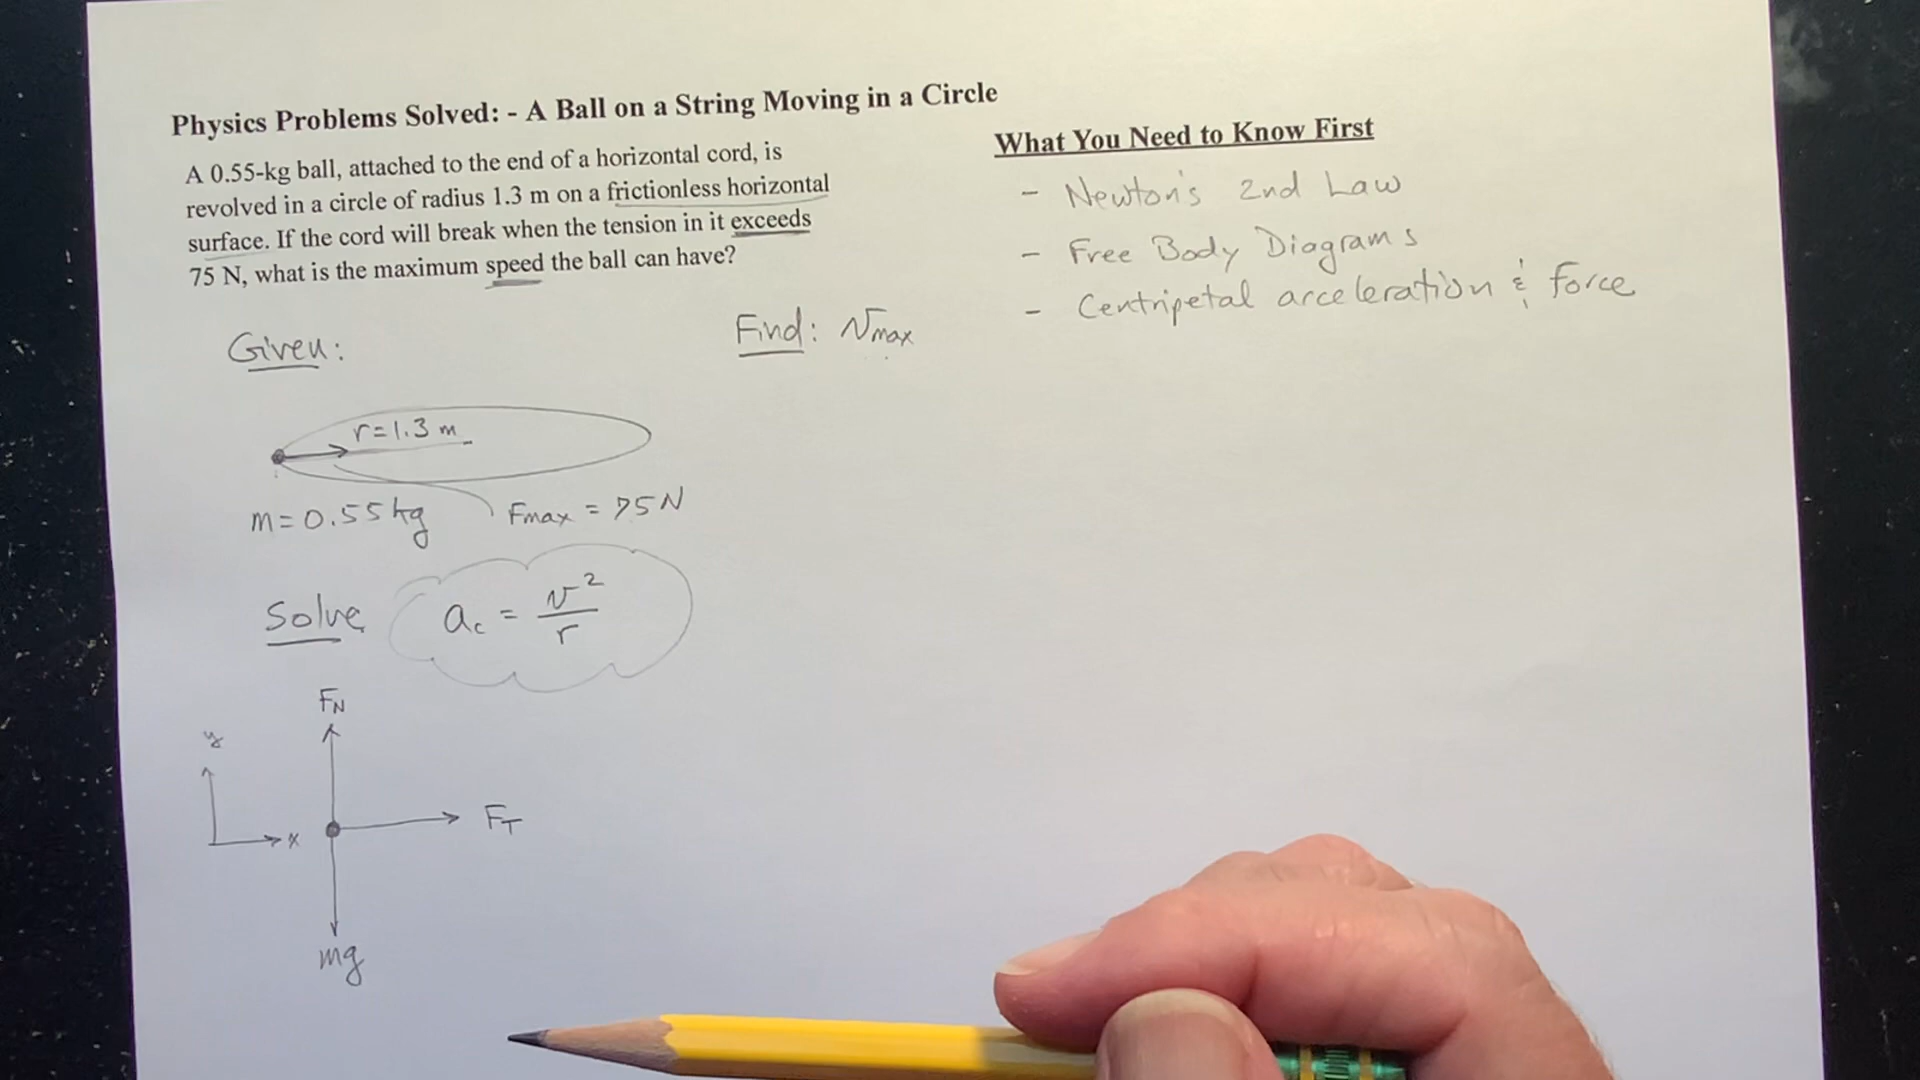 Physics Problems Solved: - A Ball on a String Moving in a Circle
A 0.55-kg ball, attached to the end of a horizontal cord, is
revolved in a circle of radius 1.3 m on a frictionless horizontal
surface. If the cord will break when the tension in it exceeds
75 N, what is the maximum speed the ball can have?
What You Need to Know First
- Newton's 2nd Law
- Free Body Diagrams
- Centripetal acceleration & force
Given:
Find: vmax
r=1.3 m
m=0.55kg
Fmax = 75N
Solve
ac = v²/r
FN
y
x
FT
mg